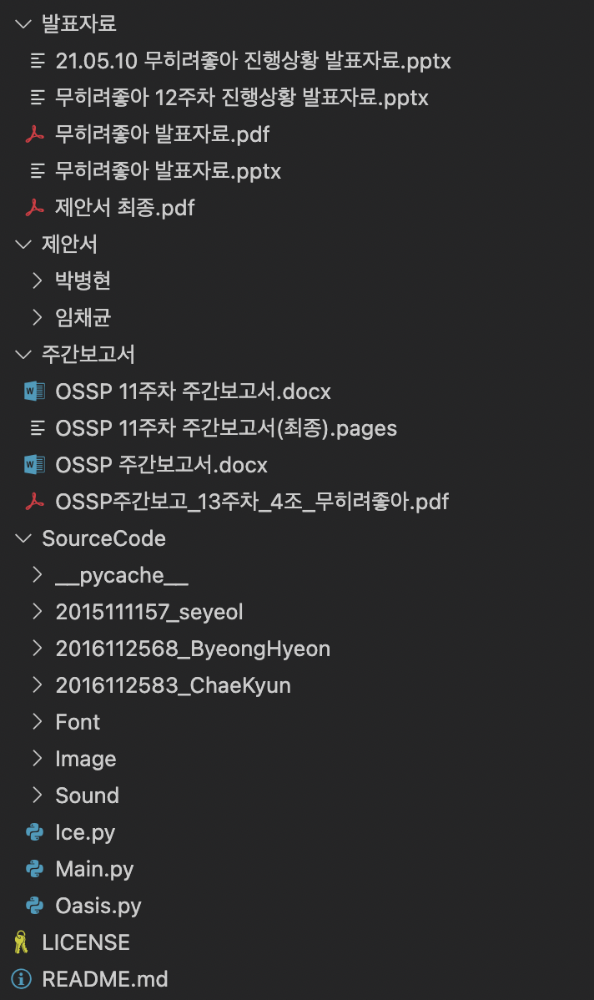 발표자료
21.05.10 무히려좋아 진행상황 발표자료.pptx
무히려좋아 12주차 진행상황 발표자료.pptx
무히려좋아 발표자료.pdf
무히려좋아 발표자료.pptx
제안서 최종.pdf
제안서
박병현
임채균
주간보고서
OSSP 11주차 주간보고서.docx
OSSP 11주차 주간보고서(최종).pages
OSSP 주간보고서.docx
OSSP주간보고_13주차_4조_무히려좋아.pdf
SourceCode
__pycache__
2015111157_seyeol
2016112568_ByeongHyeon
2016112583_ChaeKyun
Font
Image
Sound
Ice.py
Main.py
Oasis.py
LICENSE
README.md